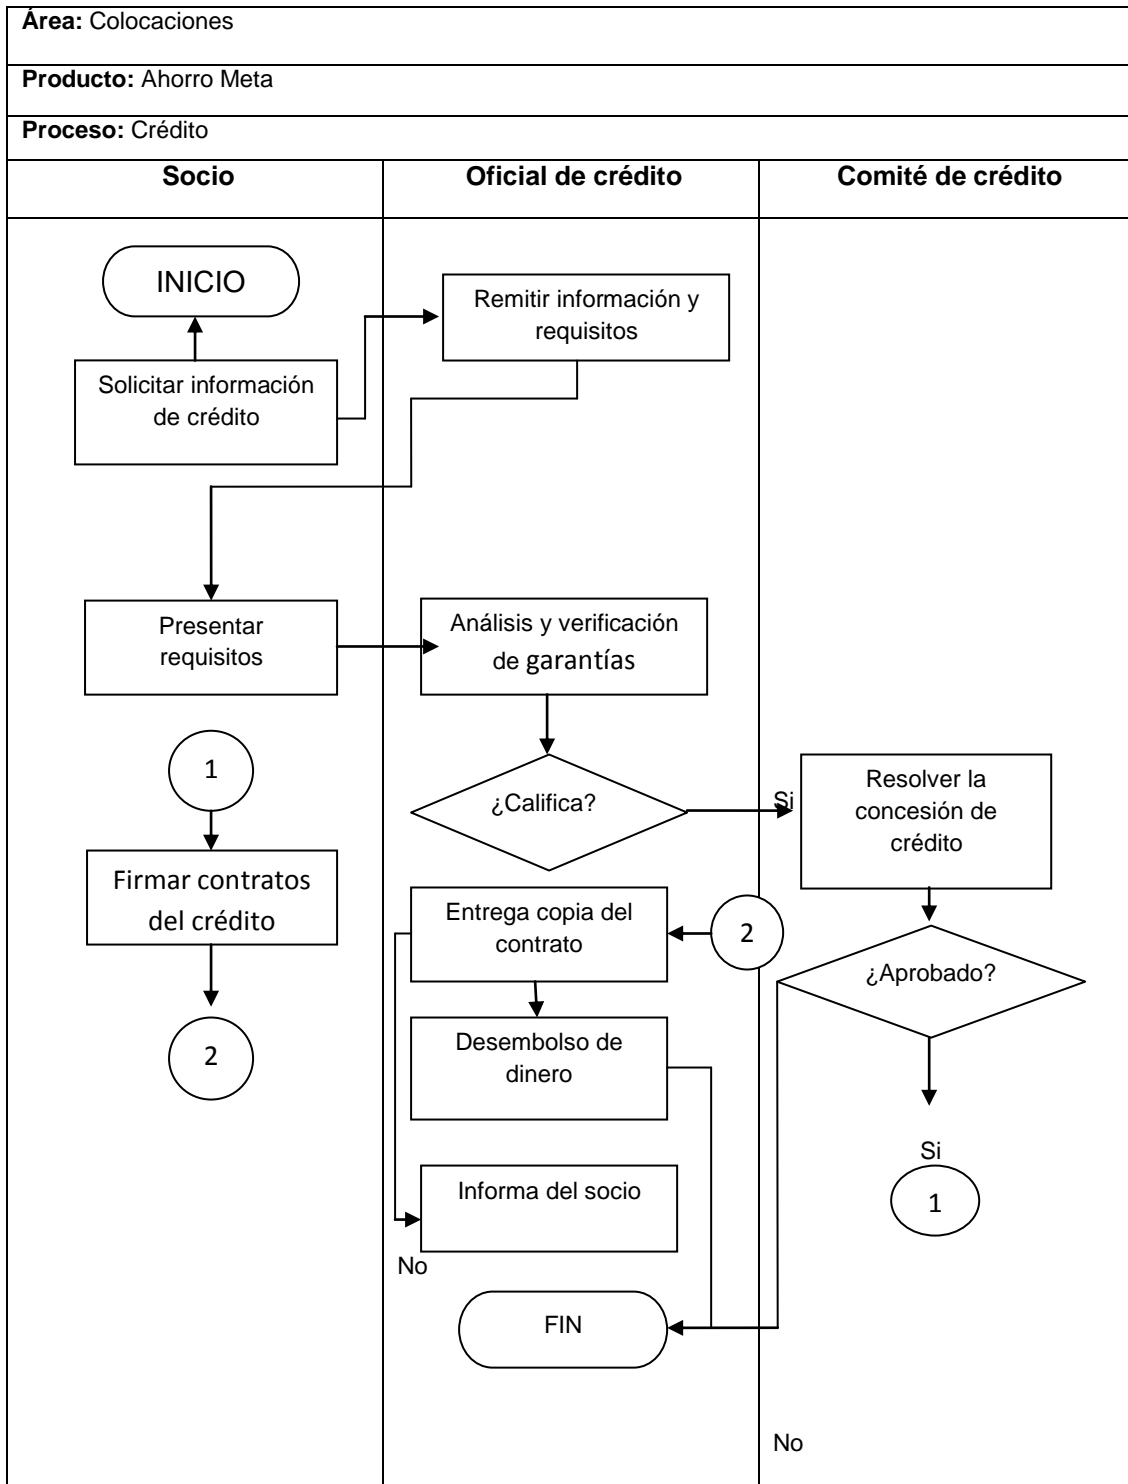 Área: Colocaciones
Producto: Ahorro Meta
Proceso: Crédito
Socio
Oficial de crédito
Comité de crédito
INICIO
Solicitar información
de crédito
Remitir información y
requisitos
Presentar
requisitos
Análisis y verificación
de garantías
¿Califica?
Si
Resolver la
concesión de
crédito
1
Firmar contratos
del crédito
2
Entrega copia del
contrato
2
¿Aprobado?
Desembolso de
dinero
Si
1
Informa del socio
No
FIN
No